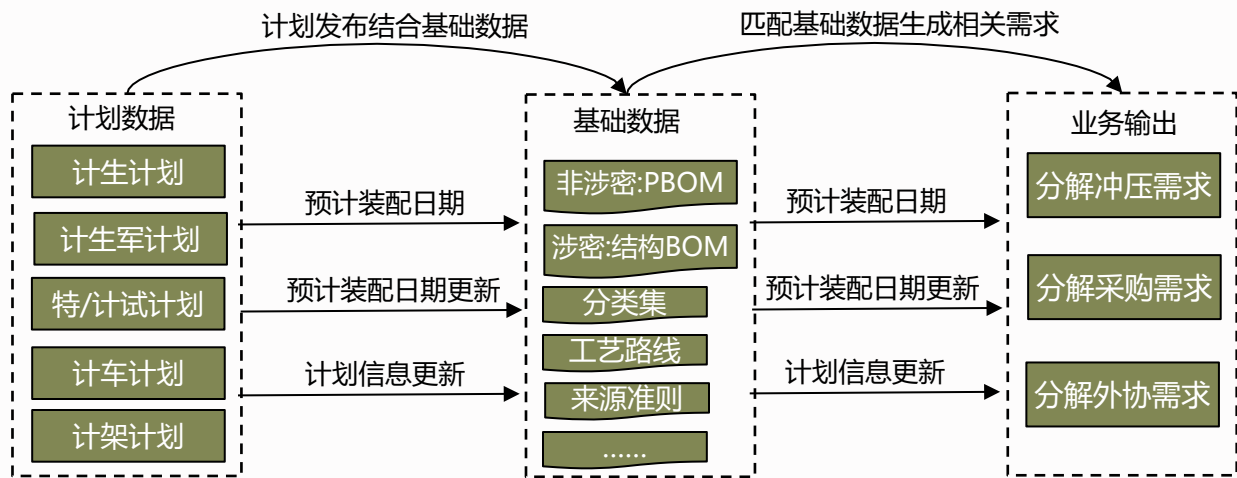 计划发布结合基础数据
匹配基础数据生成相关需求
计划数据
计生计划
计生军计划
特/计试计划
计车计划
计架计划
预计装配日期
预计装配日期更新
计划信息更新
基础数据
非涉密:PBOM
涉密:结构BOM
分类集
工艺路线
来源准则
......
预计装配日期
预计装配日期更新
计划信息更新
业务输出
分解冲压需求
分解采购需求
分解外协需求